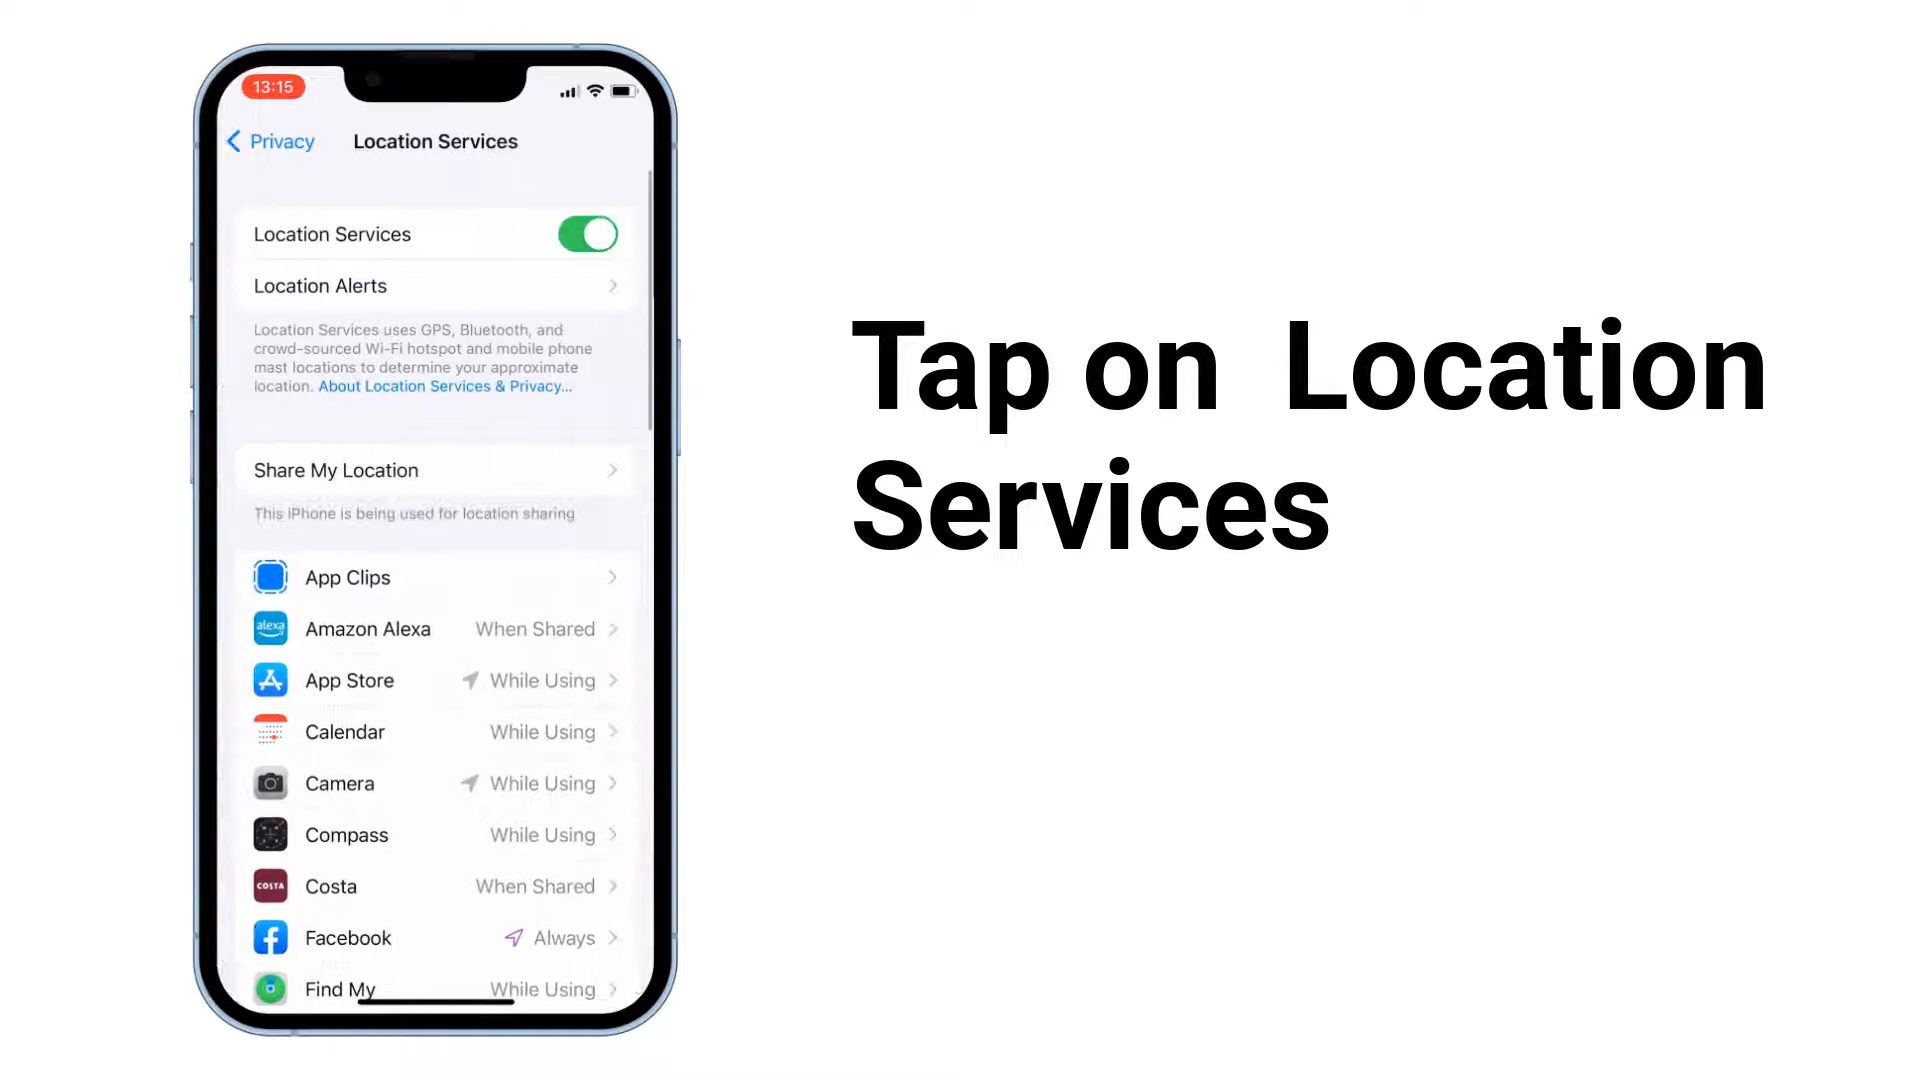 13:15
Privacy
Location Services
Location Services
Location Alerts
Location Services uses GPS, Bluetooth, and
crowd-sourced Wi-Fi hotspot and mobile phone
mast locations to determine your approximate
location. About Location Services & Privacy...
Share My Location
This iPhone is being used for location sharing
App Clips
alexa
Amazon Alexa When Shared
App Store While Using
Calendar While Using
Camera While Using
Compass While Using
COSTA
Costa When Shared
Facebook Always
Find My While Using
Tap on Location
Services